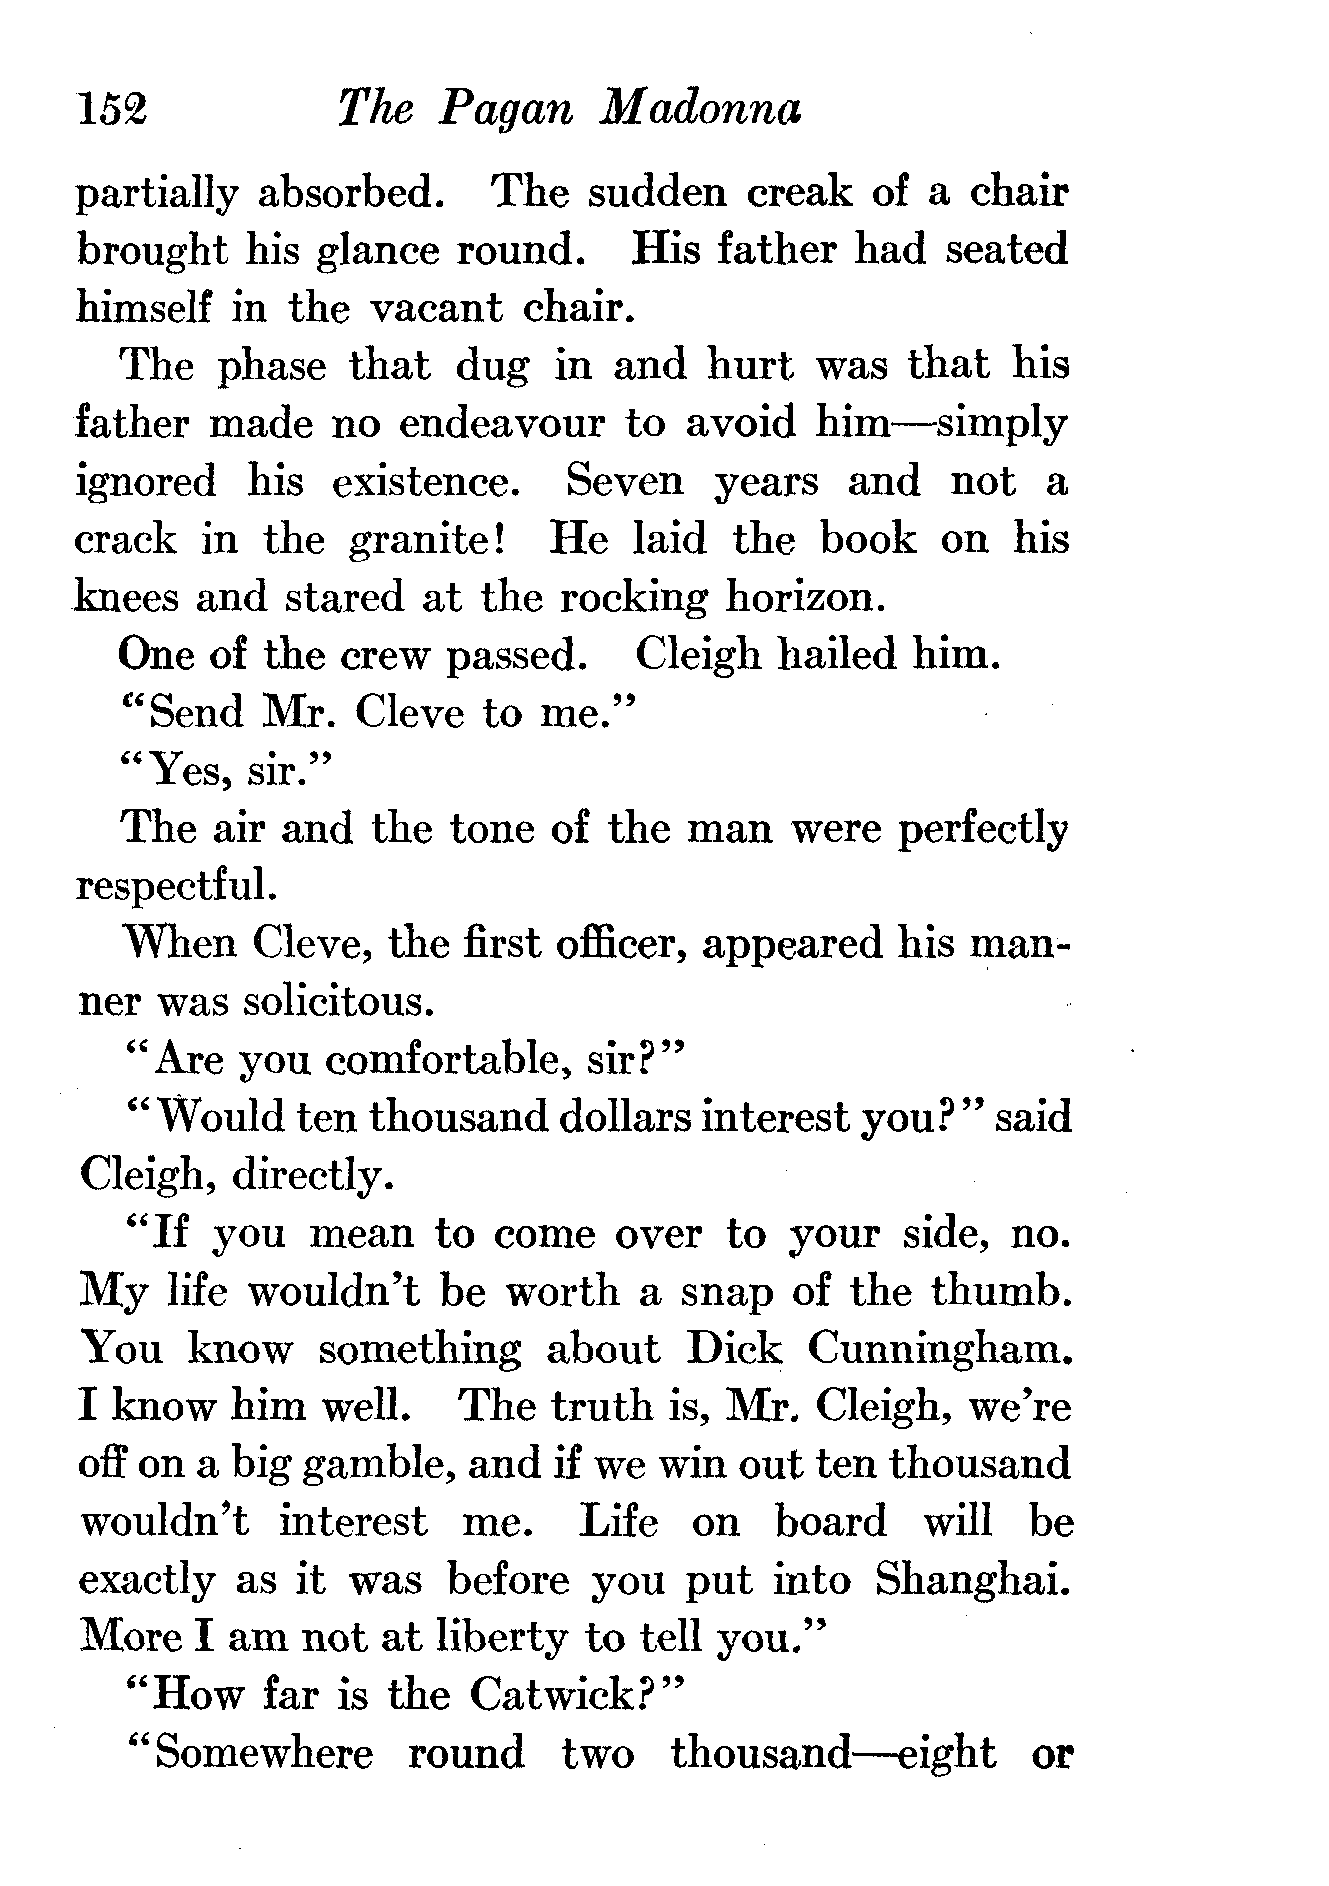 152 The Pagan Madonna
partially absorbed. The sudden creak of a chair
brought his glance round. His father had seated
himself in the vacant chair.
The phase that dug in and hurt was that his
father made no endeavour to avoid him—simply
ignored his existence. Seven years and not a
crack in the granite! He laid the book on his
knees and stared at the rocking horizon.
One of the crew passed. Cleigh hailed him.
“Send Mr. Cleve to me.”
“Yes, sir.”
The air and the tone of the man were perfectly
respectful.
When Cleve, the first officer, appeared his man-
ner was solicitous.
“Are you comfortable, sir?”
“Would ten thousand dollars interest you?” said
Cleigh, directly.
“If you mean to come over to your side, no.
My life wouldn’t be worth a snap of the thumb.
You know something about Dick Cunningham.
I know him well. The truth is, Mr. Cleigh, we’re
off on a big gamble, and if we win out ten thousand
wouldn’t interest me. Life on board will be
exactly as it was before you put into Shanghai.
More I am not at liberty to tell you.”
“How far is the Catwick?”
“Somewhere round two thousand—eight or